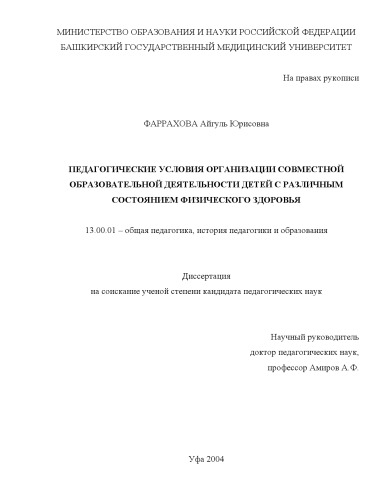 МИНИСТЕРСТВО ОБРАЗОВАНИЯ И НАУКИ РОССИЙСКОЙ ФЕДЕРАЦИИ
БАШКИРСКИЙ ГОСУДАРСТВЕННЫЙ МЕДИЦИНСКИЙ УНИВЕРСИТЕТ
На правах рукописи
ФАРРАХОВА Айгуль Юрисовна
ПЕДАГОГИЧЕСКИЕ УСЛОВИЯ ОРГАНИЗАЦИИ СОВМЕСТНОЙ
ОБРАЗОВАТЕЛЬНОЙ ДЕЯТЕЛЬНОСТИ ДЕТЕЙ С РАЗЛИЧНЫМ
СОСТОЯНИЕМ ФИЗИЧЕСКОГО ЗДОРОВЬЯ
13.00.01 – общая педагогика, история педагогики и образования
Диссертация
на соискание ученой степени кандидата педагогических наук
Научный руководитель
доктор педагогических наук,
профессор Амиров А.Ф.
Уфа 2004